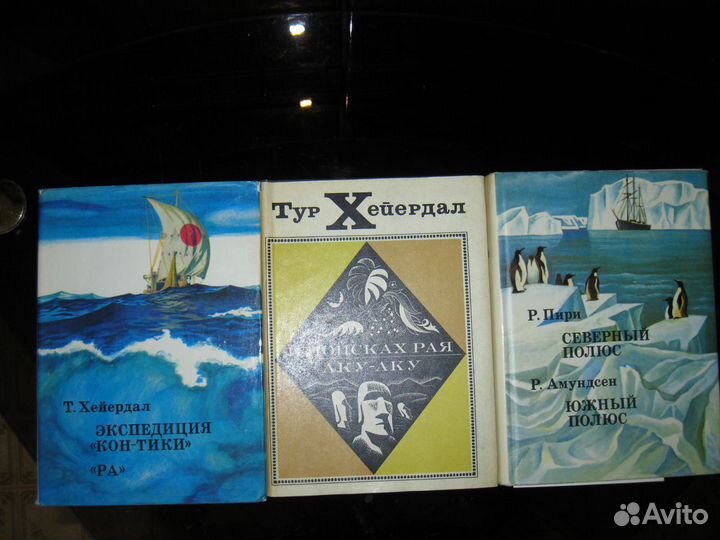 Т. Хейердал
ЭКСПЕДИЦИЯ
«КОН-ТИКИ»
«РА»
Тур Хейердал
В ПОИСКАХ РАЯ
АКУ-АКУ
Р. Пири
СЕВЕРНЫЙ
ПОЛЮС
Р. Амундсен
ЮЖНЫЙ
ПОЛЮС
Avito